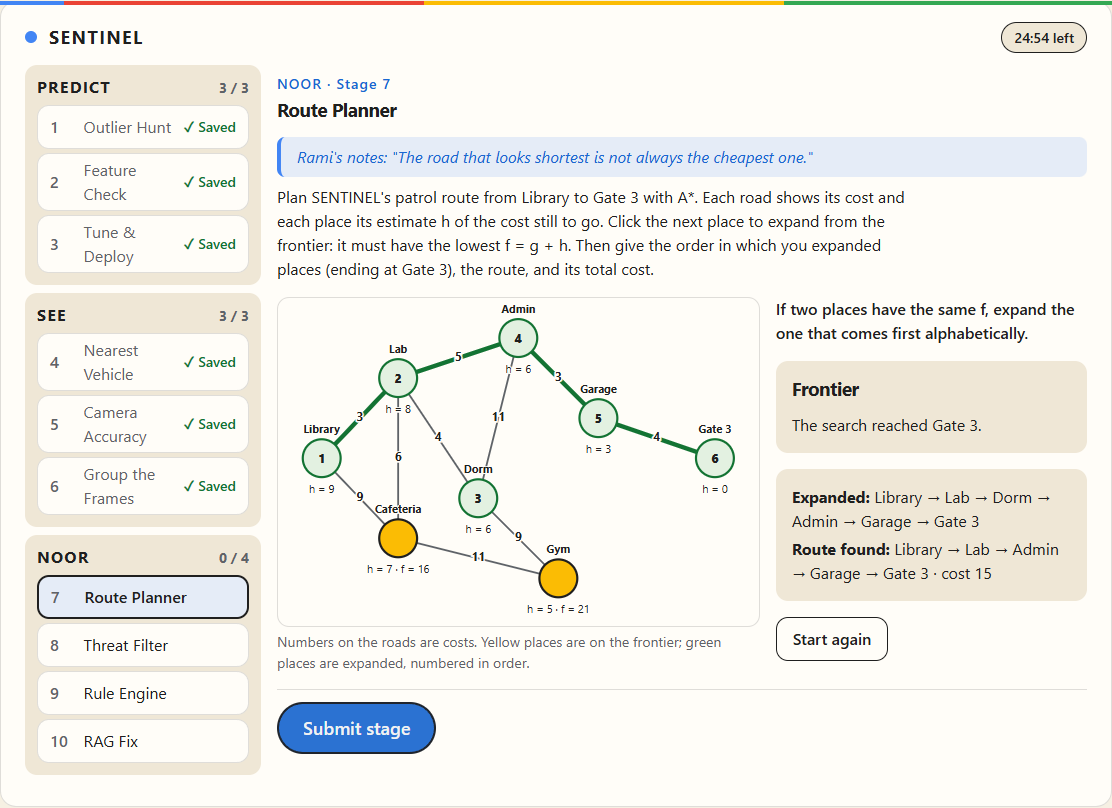 SENTINEL
24:54 left
PREDICT 3 / 3
1 Outlier Hunt ✓ Saved
2 Feature Check ✓ Saved
3 Tune & Deploy ✓ Saved
SEE 3 / 3
4 Nearest Vehicle ✓ Saved
5 Camera Accuracy ✓ Saved
6 Group the Frames ✓ Saved
NOOR 0 / 4
7 Route Planner
8 Threat Filter
9 Rule Engine
10 RAG Fix
NOOR · Stage 7
Route Planner
Rami's notes: "The road that looks shortest is not always the cheapest one."
Plan SENTINEL's patrol route from Library to Gate 3 with A*. Each road shows its cost and
each place its estimate h of the cost still to go. Click the next place to expand from the
frontier: it must have the lowest f = g + h. Then give the order in which you expanded
places (ending at Gate 3), the route, and its total cost.
Admin
4
h = 6
Lab
2
h = 8
5
3
Garage
5
h = 3
Library
1
h = 9
3
11
4
6
4
Gate 3
6
h = 0
Dorm
3
h = 6
9
Cafeteria
h = 7 · f = 16
9
11
Gym
h = 5 · f = 21
Numbers on the roads are costs. Yellow places are on the frontier; green
places are expanded, numbered in order.
If two places have the same f, expand the
one that comes first alphabetically.
Frontier
The search reached Gate 3.
Expanded: Library → Lab → Dorm →
Admin → Garage → Gate 3
Route found: Library → Lab → Admin
→ Garage → Gate 3 · cost 15
Start again
Submit stage